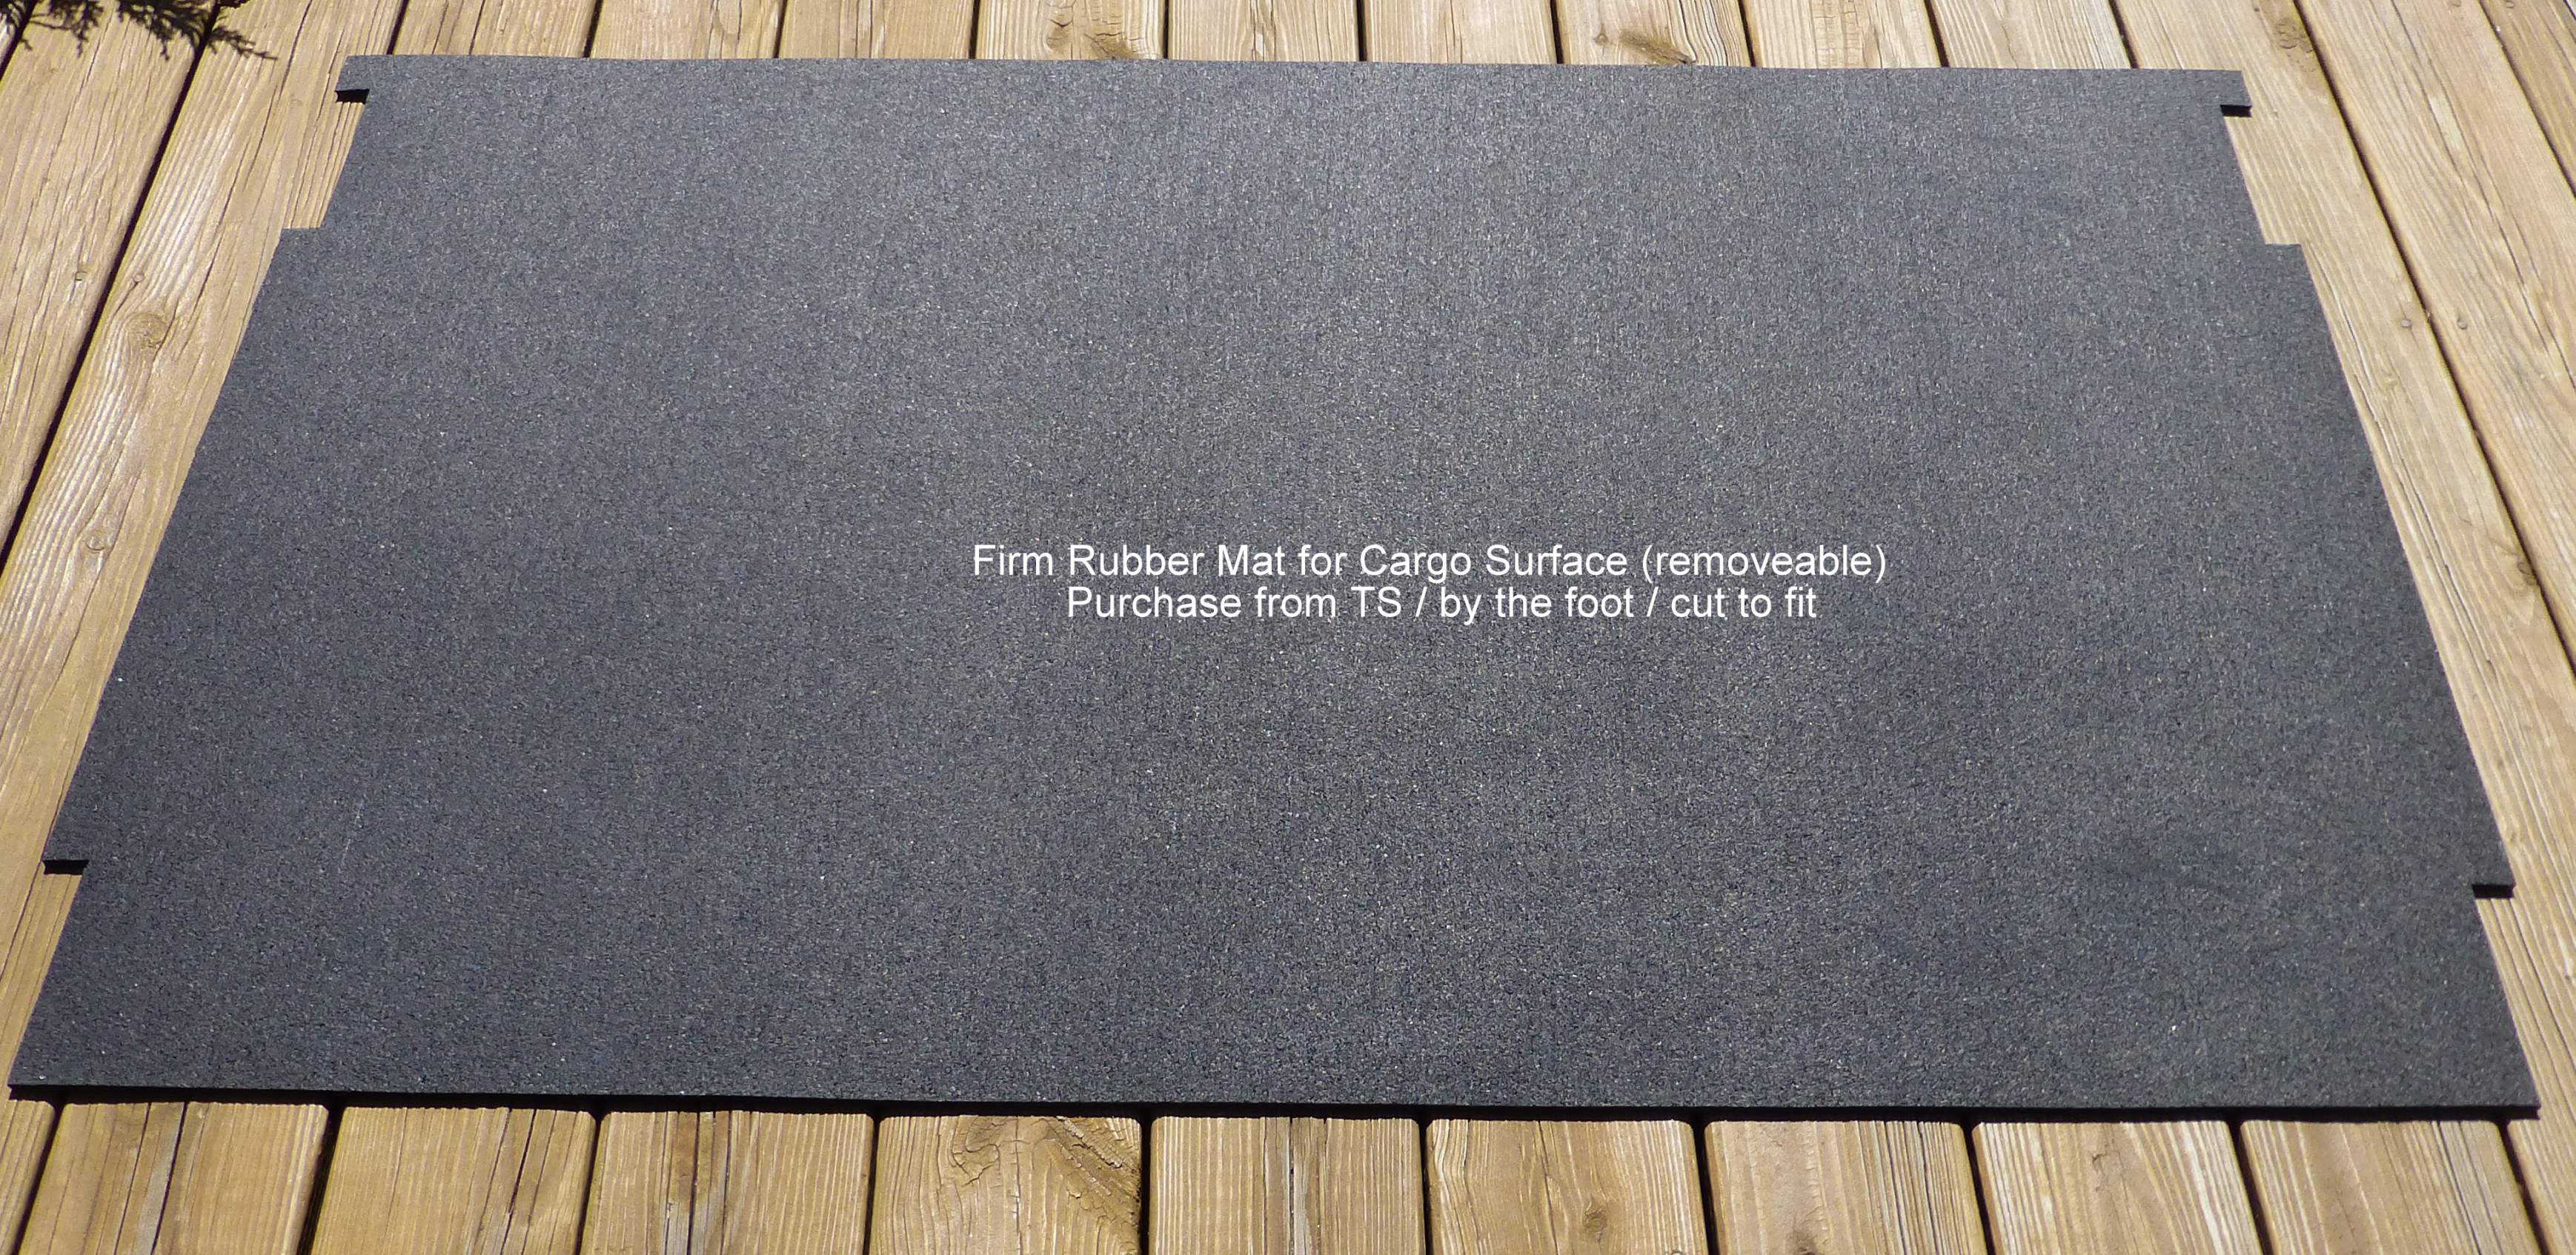 Firm Rubber Mat for Cargo Surface (removeable)
Purchase from TS / by the foot / cut to fit